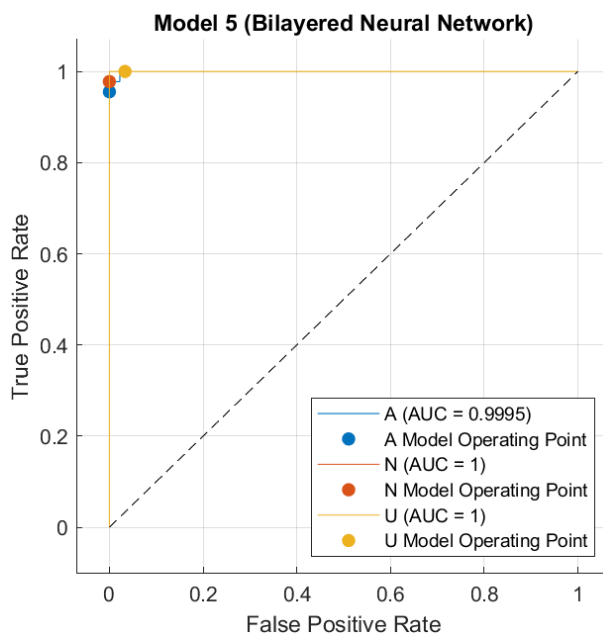 Model 5 (Bilayered Neural Network)
True Positive Rate
1
0.8
0.6
0.4
0.2
0
A (AUC = 0.9995)
A Model Operating Point
N (AUC = 1)
N Model Operating Point
U (AUC = 1)
U Model Operating Point
0 0.2 0.4 0.6 0.8 1
False Positive Rate